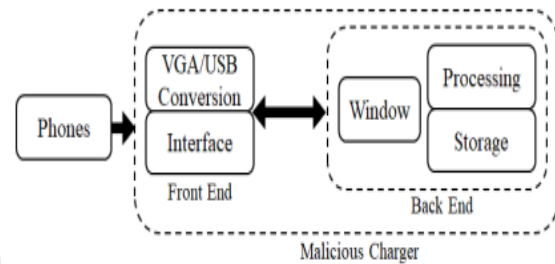 Phones
VGA/USB
Conversion
Interface
Front End
Window
Processing
Storage
Back End
Malicious Charger